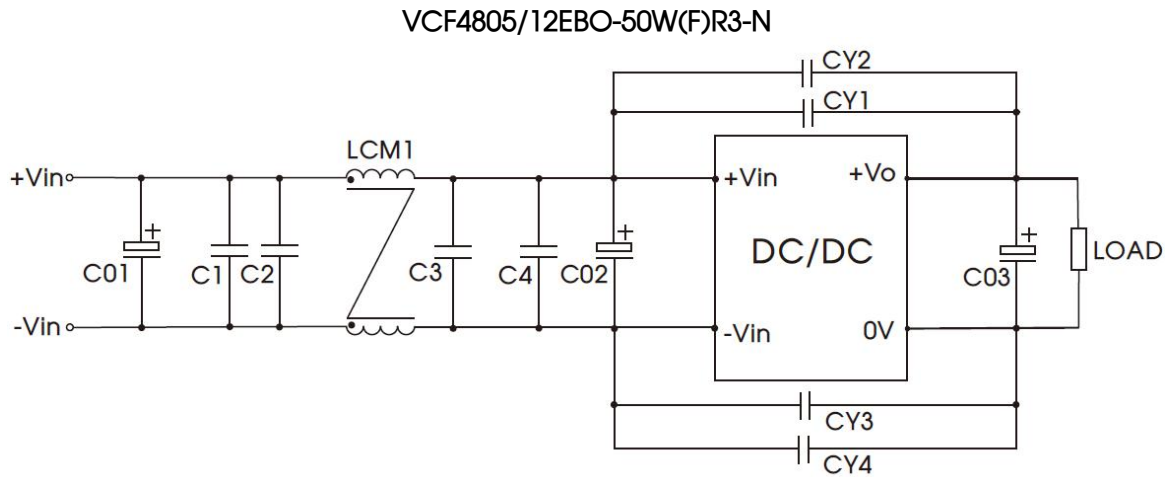 VCF4805/12EBO-50W(F)R3-N
CY2
CY1
LCM1
+Vin
+Vin
+Vo
+
+
+
C01
C1
C2
C3
C4
C02
DC/DC
C03
LOAD
-Vin
-Vin
0V
CY3
CY4